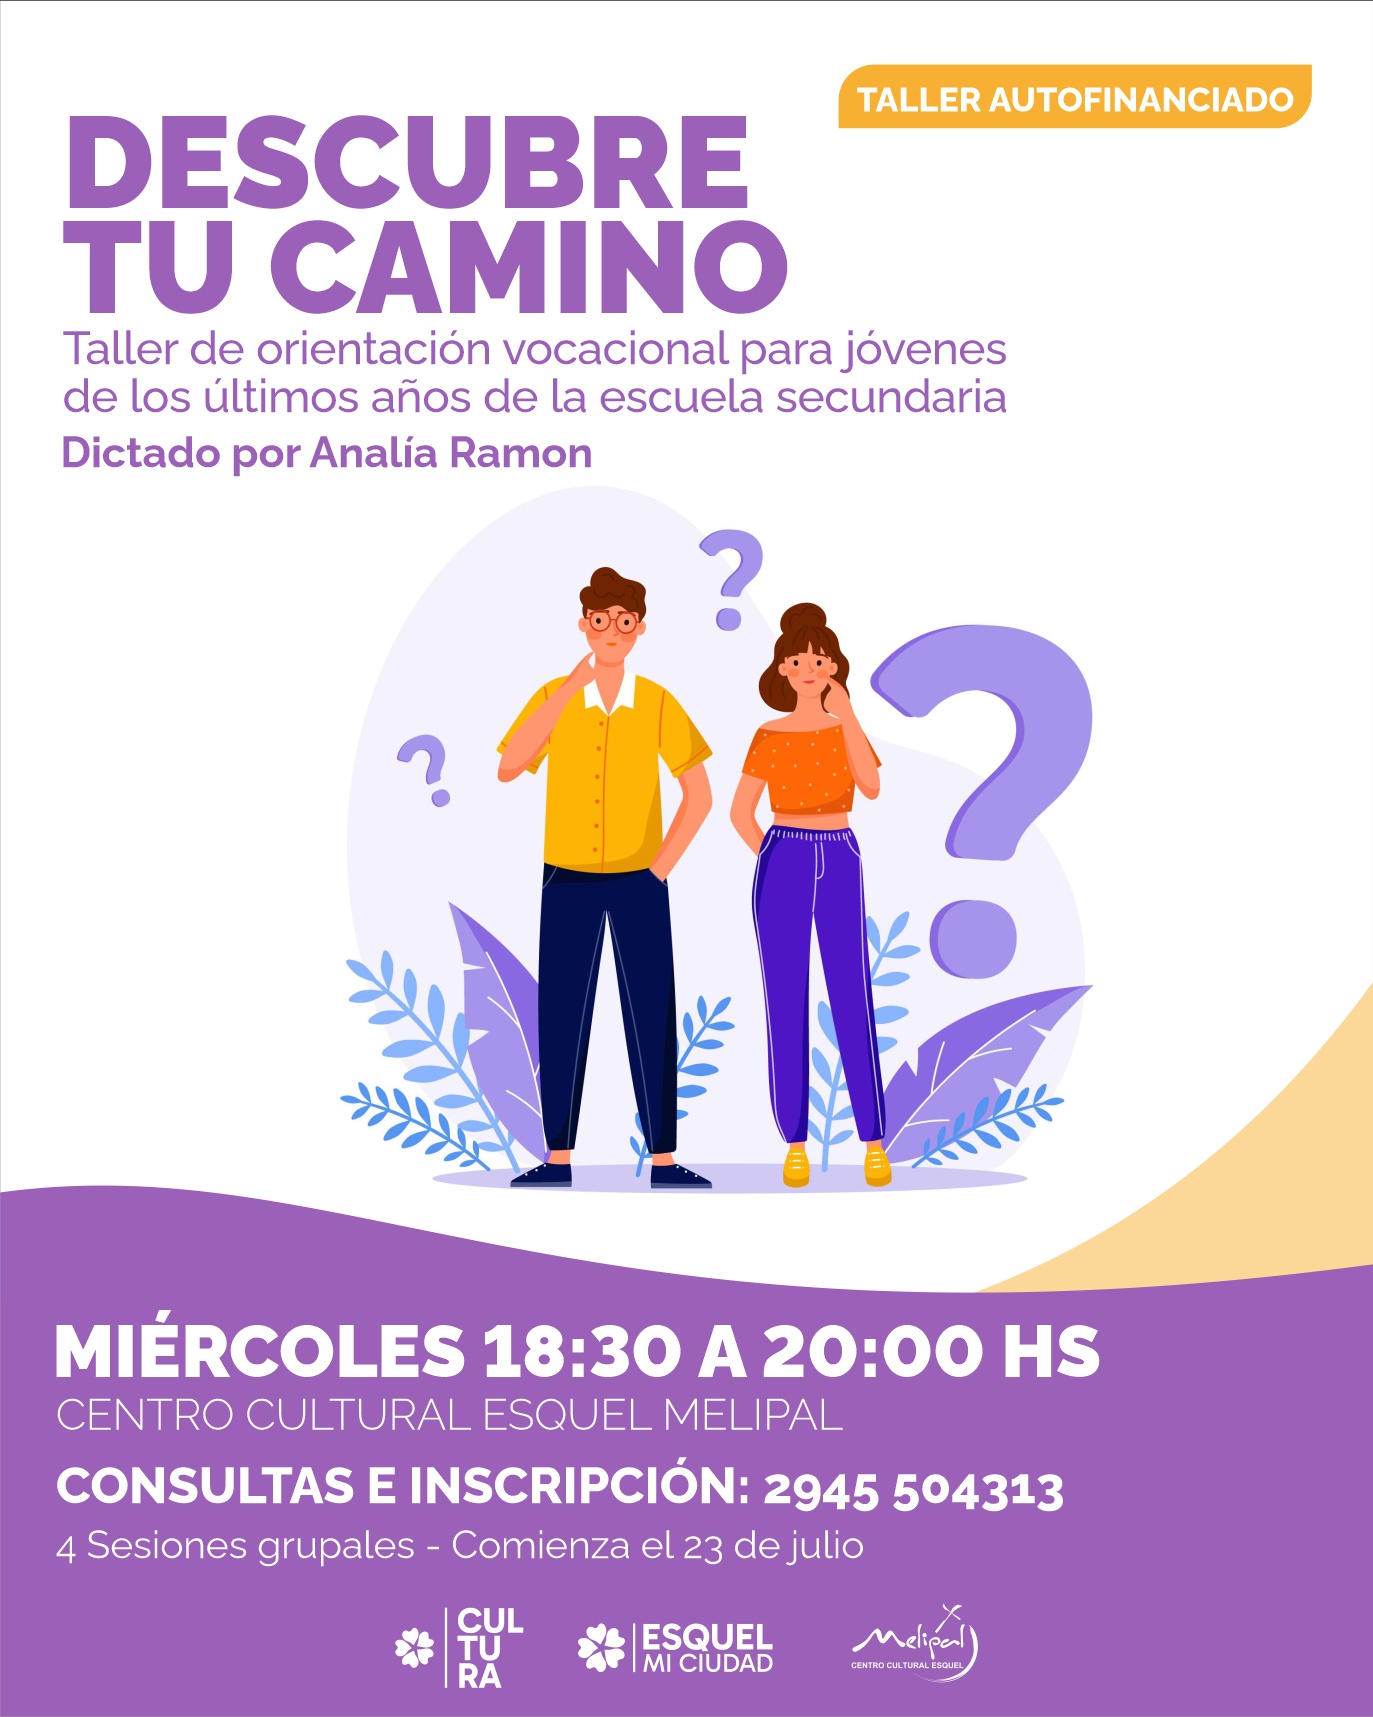 TALLER AUTOFINANCIADO
DESCUBRE
TU CAMINO
Taller de orientación vocacional para jóvenes
de los últimos años de la escuela secundaria
Dictado por Analía Ramon
?
?
?
MIÉRCOLES 18:30 A 20:00 HS
CENTRO CULTURAL ESQUEL MELIPAL
CONSULTAS E INSCRIPCIÓN: 2945 504313
4 Sesiones grupales - Comienza el 23 de julio
CUL
TU
RA
ESQUEL
MI CIUDAD
Melipal
CENTRO CULTURAL ESQUEL